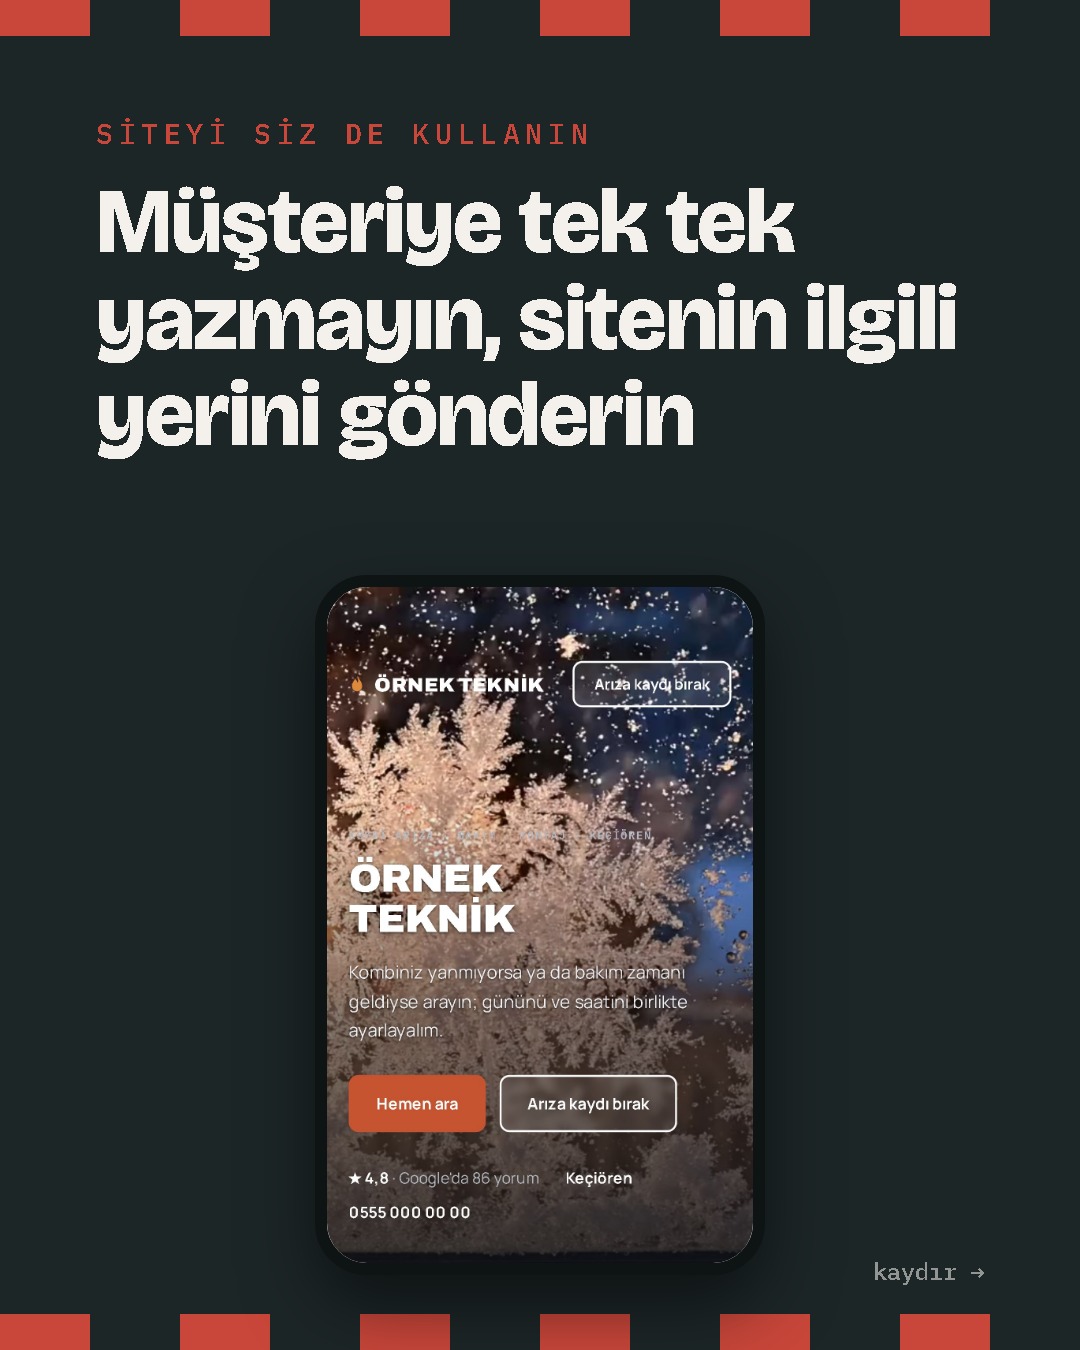 SİTEYİ SİZ DE KULLANIN
Müşteriye tek tek
yazmayın, sitenin ilgili
yerini gönderin
ÖRNEK TEKNİK
Arıza kaydı bırak
KEÇİÖREN
ÖRNEK
TEKNİK
Kombiniz yanmıyorsa ya da bakım zamanı
geldiyse arayın; gününü ve saatini birlikte
ayarlayalım.
Hemen ara
Arıza kaydı bırak
★ 4,8 · Google'da 86 yorum
Keçiören
0555 000 00 00
kaydır →